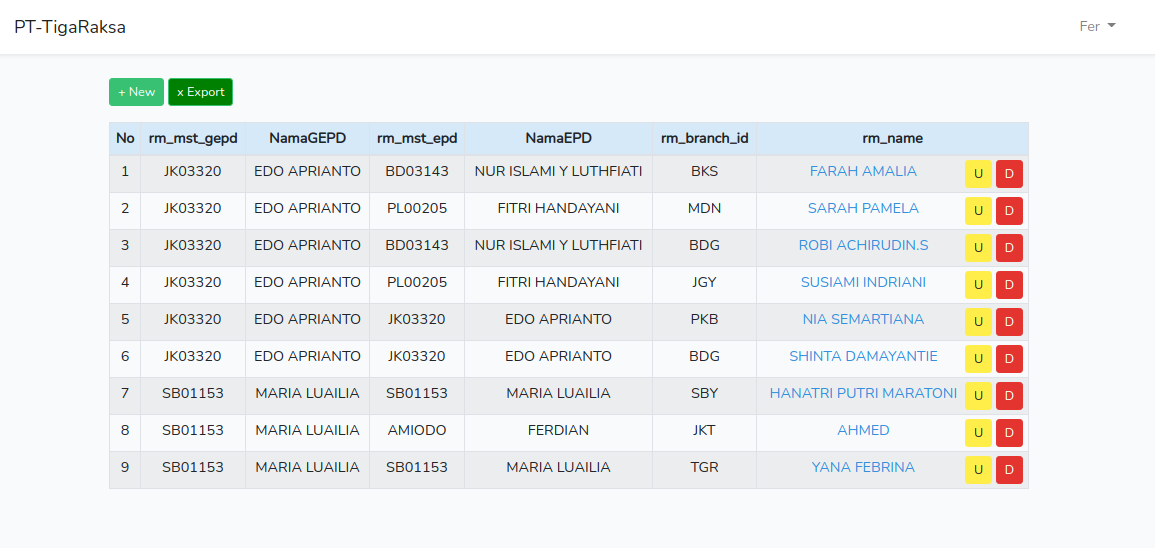 PT-TigaRaksa Fer
+ New x Export
No rm_mst_gepd NamaGEPD rm_mst_epd NamaEPD rm_branch_id rm_name
1 JK03320 EDO APRIANTO BD03143 NUR ISLAMI Y LUTHFIATI BKS FARAH AMALIA U D
2 JK03320 EDO APRIANTO PL00205 FITRI HANDAYANI MDN SARAH PAMELA U D
3 JK03320 EDO APRIANTO BD03143 NUR ISLAMI Y LUTHFIATI BDG ROBI ACHIRUDIN.S U D
4 JK03320 EDO APRIANTO PL00205 FITRI HANDAYANI JGY SUSIAMI INDRIANI U D
5 JK03320 EDO APRIANTO JK03320 EDO APRIANTO PKB NIA SEMARTIANA U D
6 JK03320 EDO APRIANTO JK03320 EDO APRIANTO BDG SHINTA DAMAYANTIE U D
7 SB01153 MARIA LUAILIA SB01153 MARIA LUAILIA SBY HANATRI PUTRI MARATONI U D
8 SB01153 MARIA LUAILIA AMIODO FERDIAN JKT AHMED U D
9 SB01153 MARIA LUAILIA SB01153 MARIA LUAILIA TGR YANA FEBRINA U D